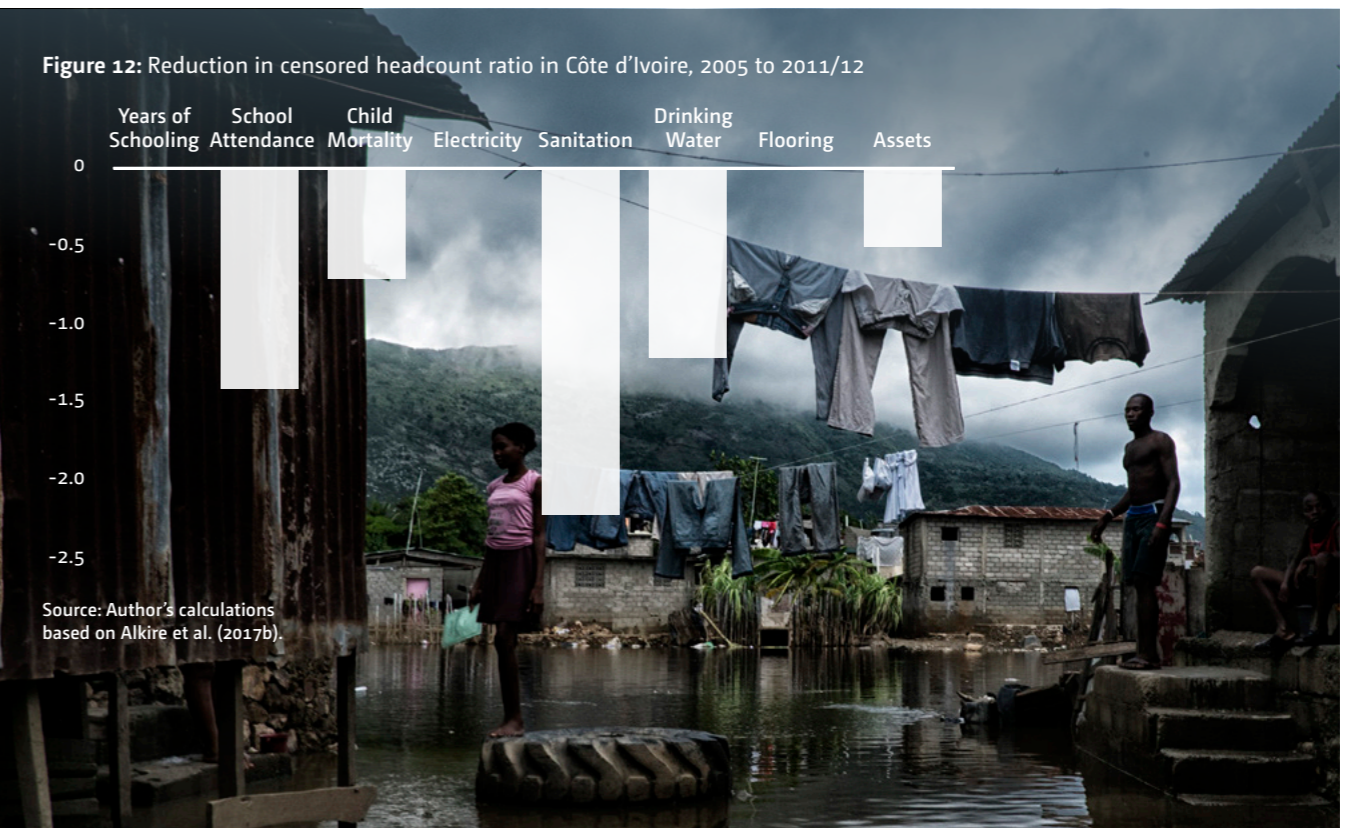 Figure 12: Reduction in censored headcount ratio in Côte d’Ivoire, 2005 to 2011/12
Years of Schooling
School Attendance
Child Mortality
Electricity
Sanitation
Drinking Water
Flooring
Assets
0
-0.5
-1.0
-1.5
-2.0
-2.5
Source: Author’s calculations
based on Alkire et al. (2017b).